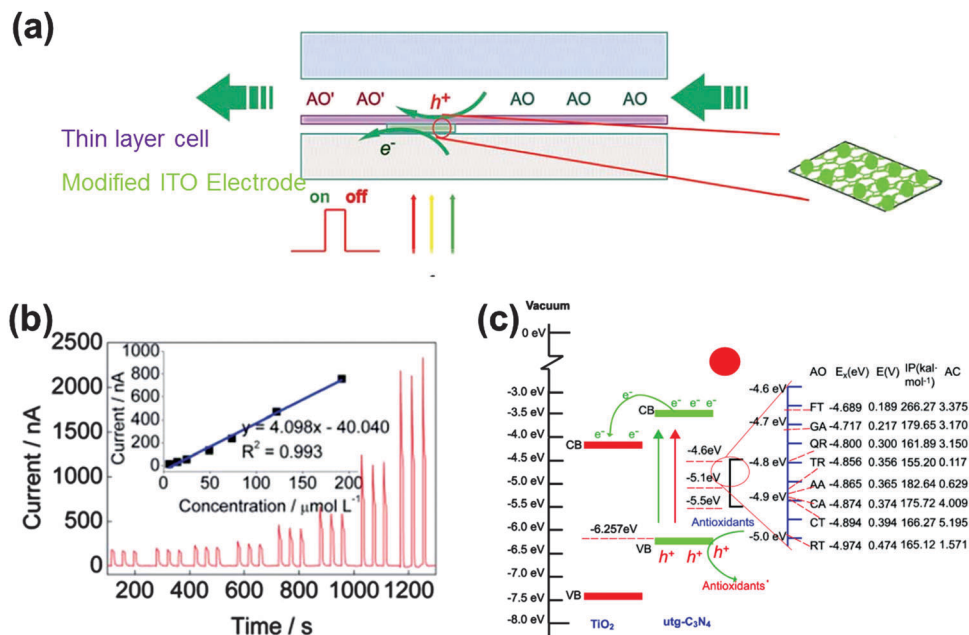 (a)
AO' AO' h⁺ AO AO AO
Thin layer cell
e⁻
Modified ITO Electrode
on off
(b)
2500
2000
1500
1000
500
0
Current / nA
200 400 600 800 1000 1200
Time / s
1000
800
600
400
200
0
Current / nA
y = 4.098x - 40.040
R² = 0.993
0 50 100 150 200
Concentration / μmol L⁻¹
(c)
Vacuum
0 eV
-3.0 eV
-3.5 eV
-4.0 eV
-4.5 eV
-5.0 eV
-5.5 eV
-6.0 eV
-6.5 eV
-7.0 eV
-7.5 eV
-8.0 eV
e⁻
CB e⁻ e⁻ e⁻
CB e⁻ e⁻
-4.6eV
-5.1eV
-5.5eV
Antioxidants
-6.257eV
VB
h⁺ h⁺ h⁺
Antioxidants
VB
TiO₂ utg-C₃N₄
-4.6 eV
-4.7 eV
-4.8 eV
-4.9 eV
-5.0 eV
AO Eₓ(eV) E(V) IP(kal· AC
mol⁻¹)
FT -4.689 0.189 266.27 3.375
GA -4.717 0.217 179.65 3.170
QR -4.800 0.300 161.89 3.150
TR -4.856 0.356 155.20 0.117
AA -4.865 0.365 182.64 0.629
CA -4.874 0.374 175.72 4.009
CT -4.894 0.394 166.27 5.195
RT -4.974 0.474 165.12 1.571